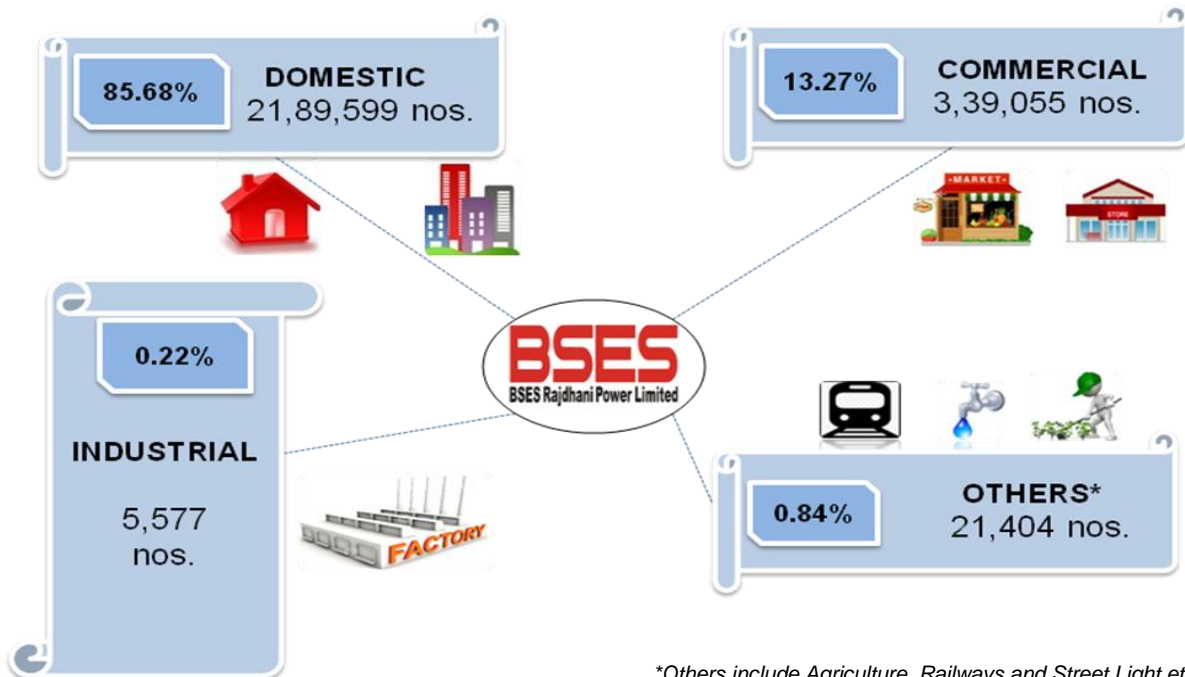 85.68%
DOMESTIC
21,89,599 nos.
13.27%
COMMERCIAL
3,39,055 nos.
MARKET
STORE
0.22%
INDUSTRIAL
5,577
nos.
BSES
BSES Rajdhani Power Limited
FACTORY
0.84%
OTHERS*
21,404 nos.
*Others include Agriculture, Railways and Street Light et